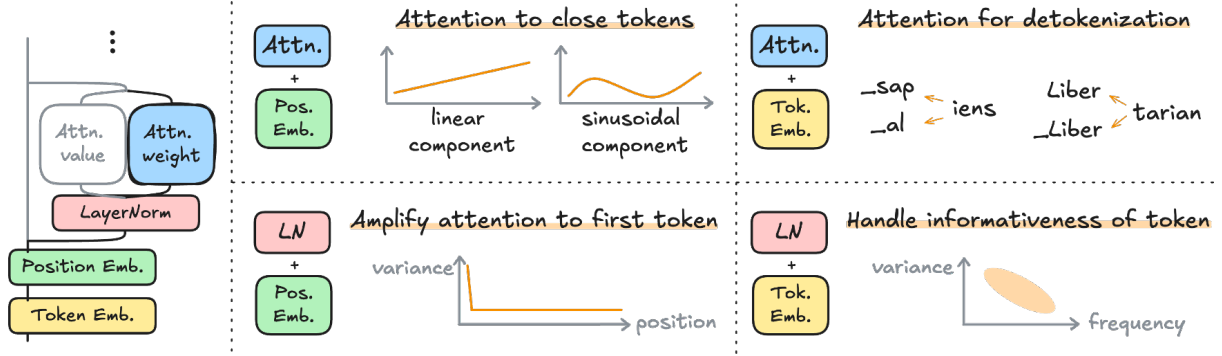 ⋮
Attn.
value
Attn.
weight
LayerNorm
Position Emb.
Token Emb.
Attention to close tokens
Attn.
+
Pos.
Emb.
linear
component
sinusoidal
component
Attention for detokenization
Attn.
+
Tok.
Emb.
_sap
_al
iens
Liber
_Liber
tarian
Amplify attention to first token
LN
+
Pos.
Emb.
variance
position
Handle informativeness of token
LN
+
Tok.
Emb.
variance
frequency